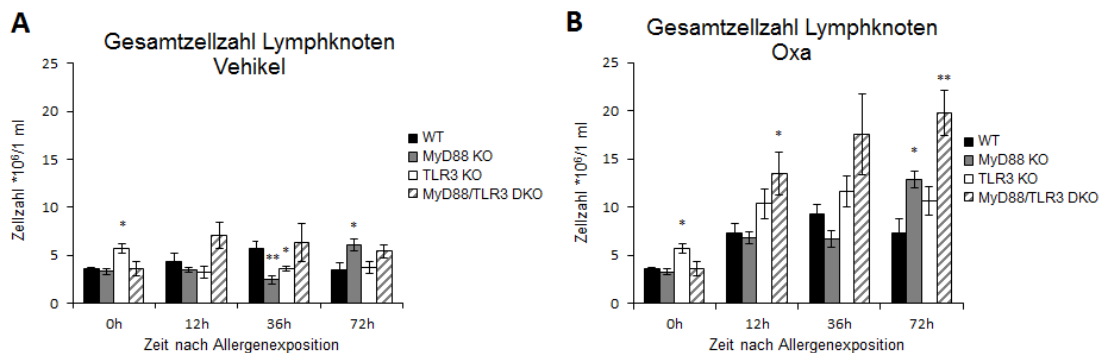 A
Gesamtzellzahl Lymphknoten
Vehikel
25
20
15
10
5
0
Zellzahl *10⁶/1 ml
*
**
*
*
0h
12h
36h
72h
Zeit nach Allergenexposition
WT
MyD88 KO
TLR3 KO
MyD88/TLR3 DKO
B
Gesamtzellzahl Lymphknoten
Oxa
25
20
15
10
5
0
Zellzahl *10⁶/1 ml
*
*
*
**
0h
12h
36h
72h
Zeit nach Allergenexposition
WT
MyD88 KO
TLR3 KO
MyD88/TLR3 DKO